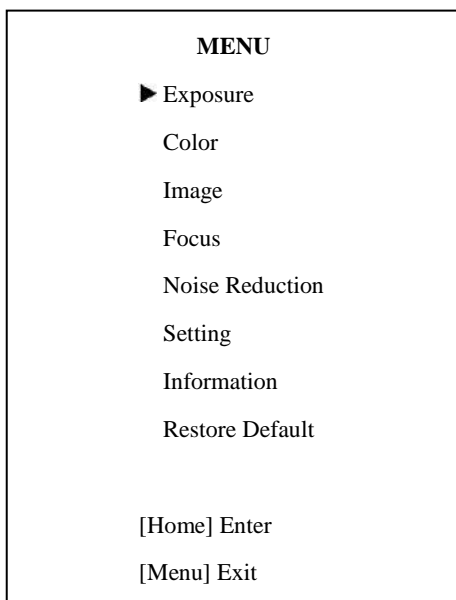 MENU
Exposure
Color
Image
Focus
Noise Reduction
Setting
Information
Restore Default
[Home] Enter
[Menu] Exit